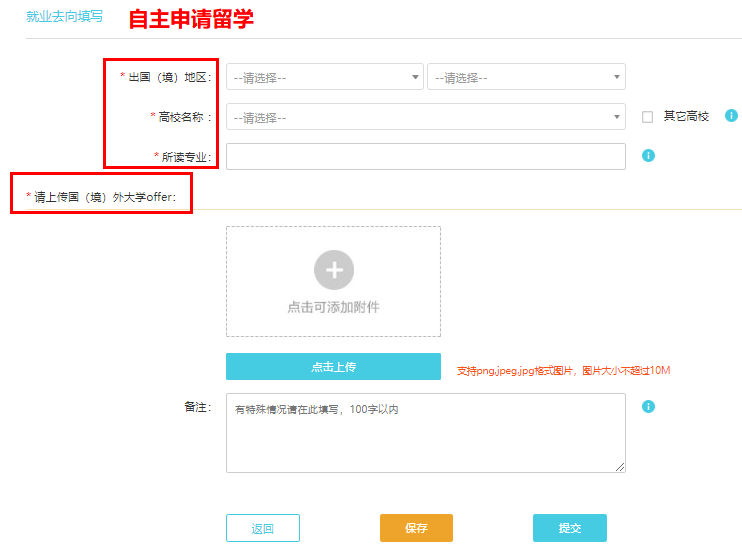 就业去向填写 自主申请留学
* 出国（境）地区： --请选择-- --请选择--
* 高校名称： --请选择-- 其它高校
* 所读专业：
* 请上传国（境）外大学offer：
点击可添加附件
点击上传 支持png,jpeg,jpg格式图片，图片大小不超过10M
备注： 有特殊情况请在此填写，100字以内
返回 保存 提交